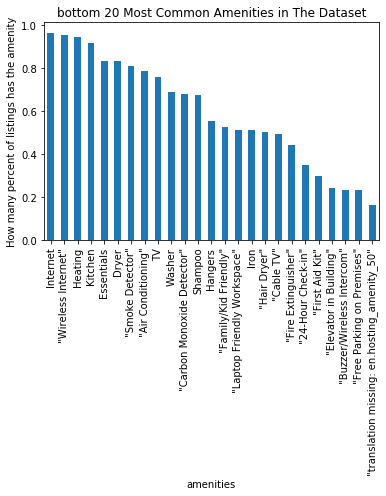 bottom 20 Most Common Amenities in The Dataset
How many percent of listings has the amenity
1.0
0.8
0.6
0.4
0.2
0.0
Internet
"Wireless Internet"
Heating
Kitchen
Essentials
Dryer
"Smoke Detector"
"Air Conditioning"
TV
Washer
"Carbon Monoxide Detector"
Shampoo
Hangers
"Family/Kid Friendly"
"Laptop Friendly Workspace"
Iron
"Hair Dryer"
"Cable TV"
"Fire Extinguisher"
"24-Hour Check-in"
"First Aid Kit"
"Elevator in Building"
"Buzzer/Wireless Intercom"
"Free Parking on Premises"
"translation missing: en.hosting_amenity_50"
amenities